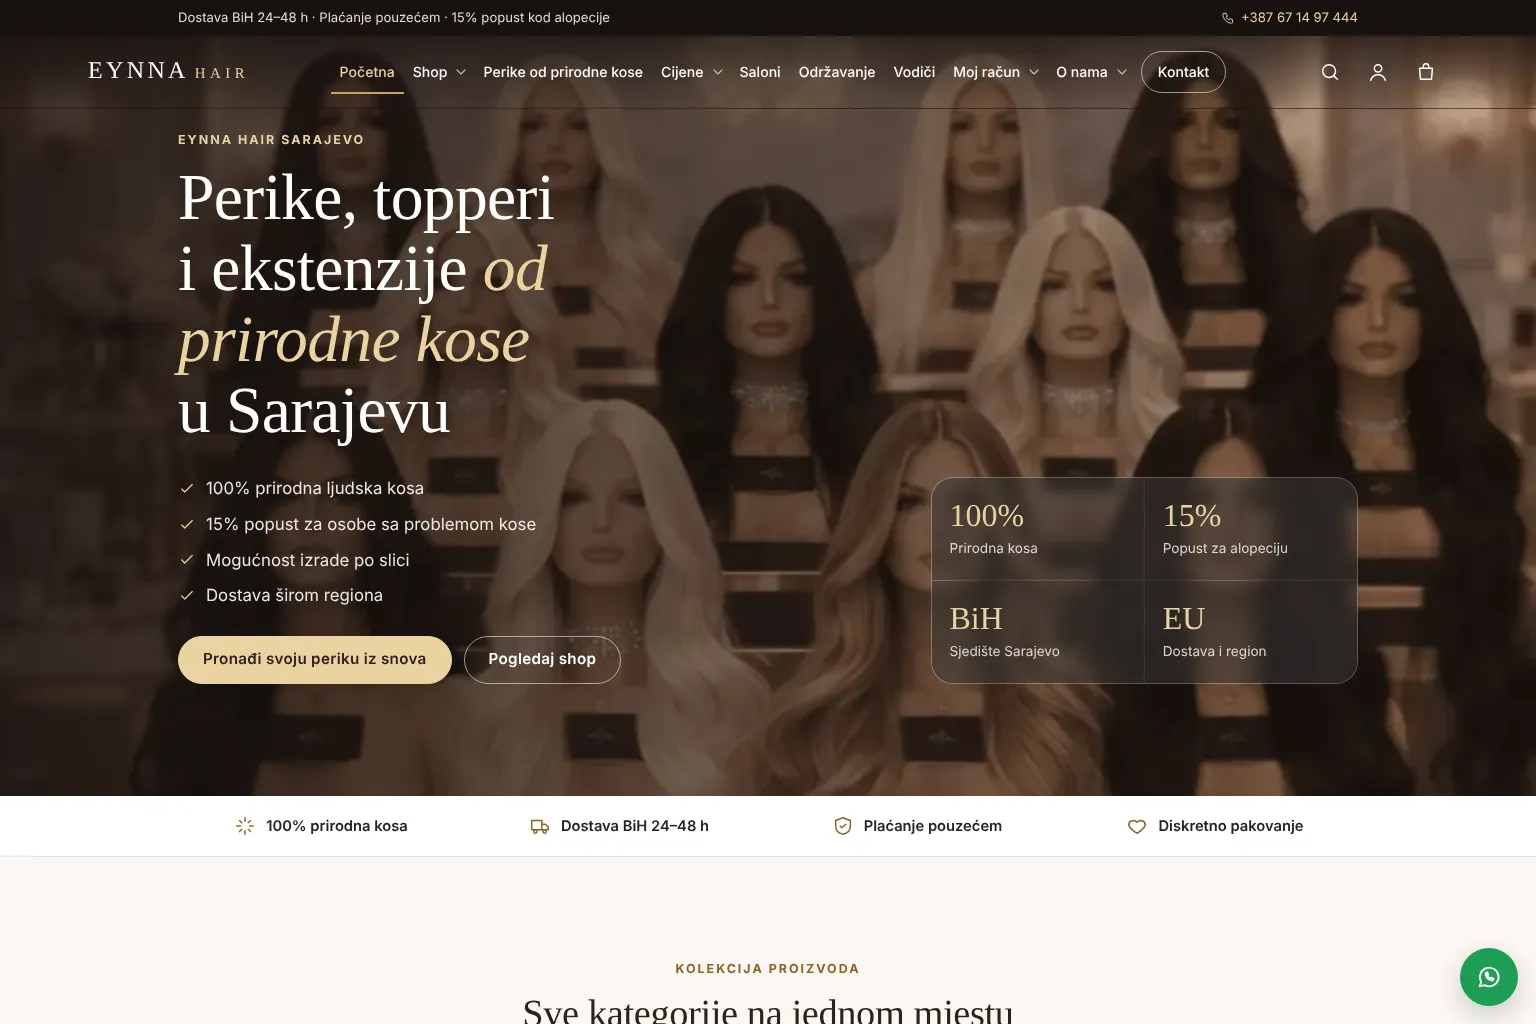 Dostava BiH 24–48 h · Plaćanje pouzećem · 15% popust kod alopecije
+387 67 14 97 444
EYNNA HAIR
Početna
Shop
Perike od prirodne kose
Cijene
Saloni
Održavanje
Vodiči
Moj račun
O nama
Kontakt
EYNNA HAIR SARAJEVO
Perike, topperi
i ekstenzije od
prirodne kose
u Sarajevu
100% prirodna ljudska kosa
15% popust za osobe sa problemom kose
Mogućnost izrade po slici
Dostava širom regiona
Pronađi svoju periku iz snova
Pogledaj shop
100%
Prirodna kosa
15%
Popust za alopeciju
BiH
Sjedište Sarajevo
EU
Dostava i region
100% prirodna kosa
Dostava BiH 24–48 h
Plaćanje pouzećem
Diskretno pakovanje
KOLEKCIJA PROIZVODA
Sve kategorije na jednom mjestu